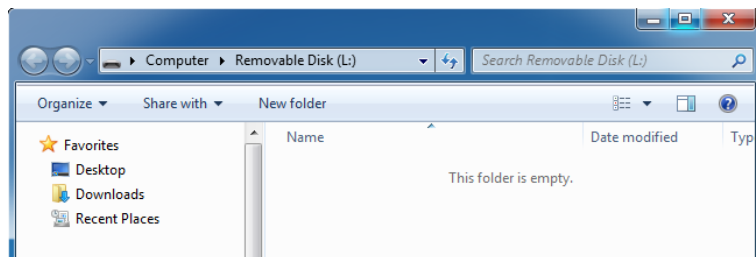 Computer Removable Disk (L:) Search Removable Disk (L:)
Organize Share with New folder
Favorites
Desktop
Downloads
Recent Places
Name Date modified Typ
This folder is empty.